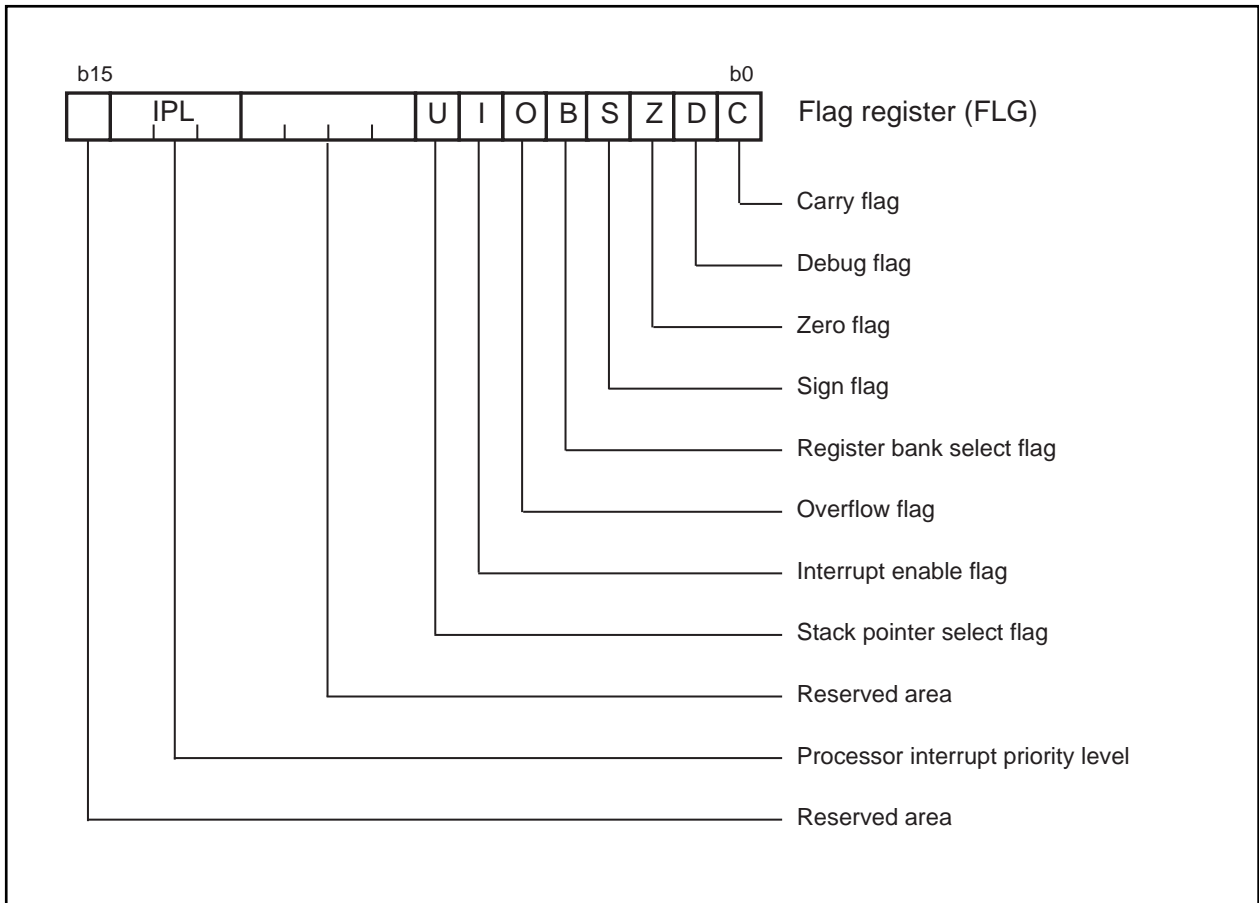 b15 b0
IPL U I O B S Z D C Flag register (FLG)
Carry flag
Debug flag
Zero flag
Sign flag
Register bank select flag
Overflow flag
Interrupt enable flag
Stack pointer select flag
Reserved area
Processor interrupt priority level
Reserved area